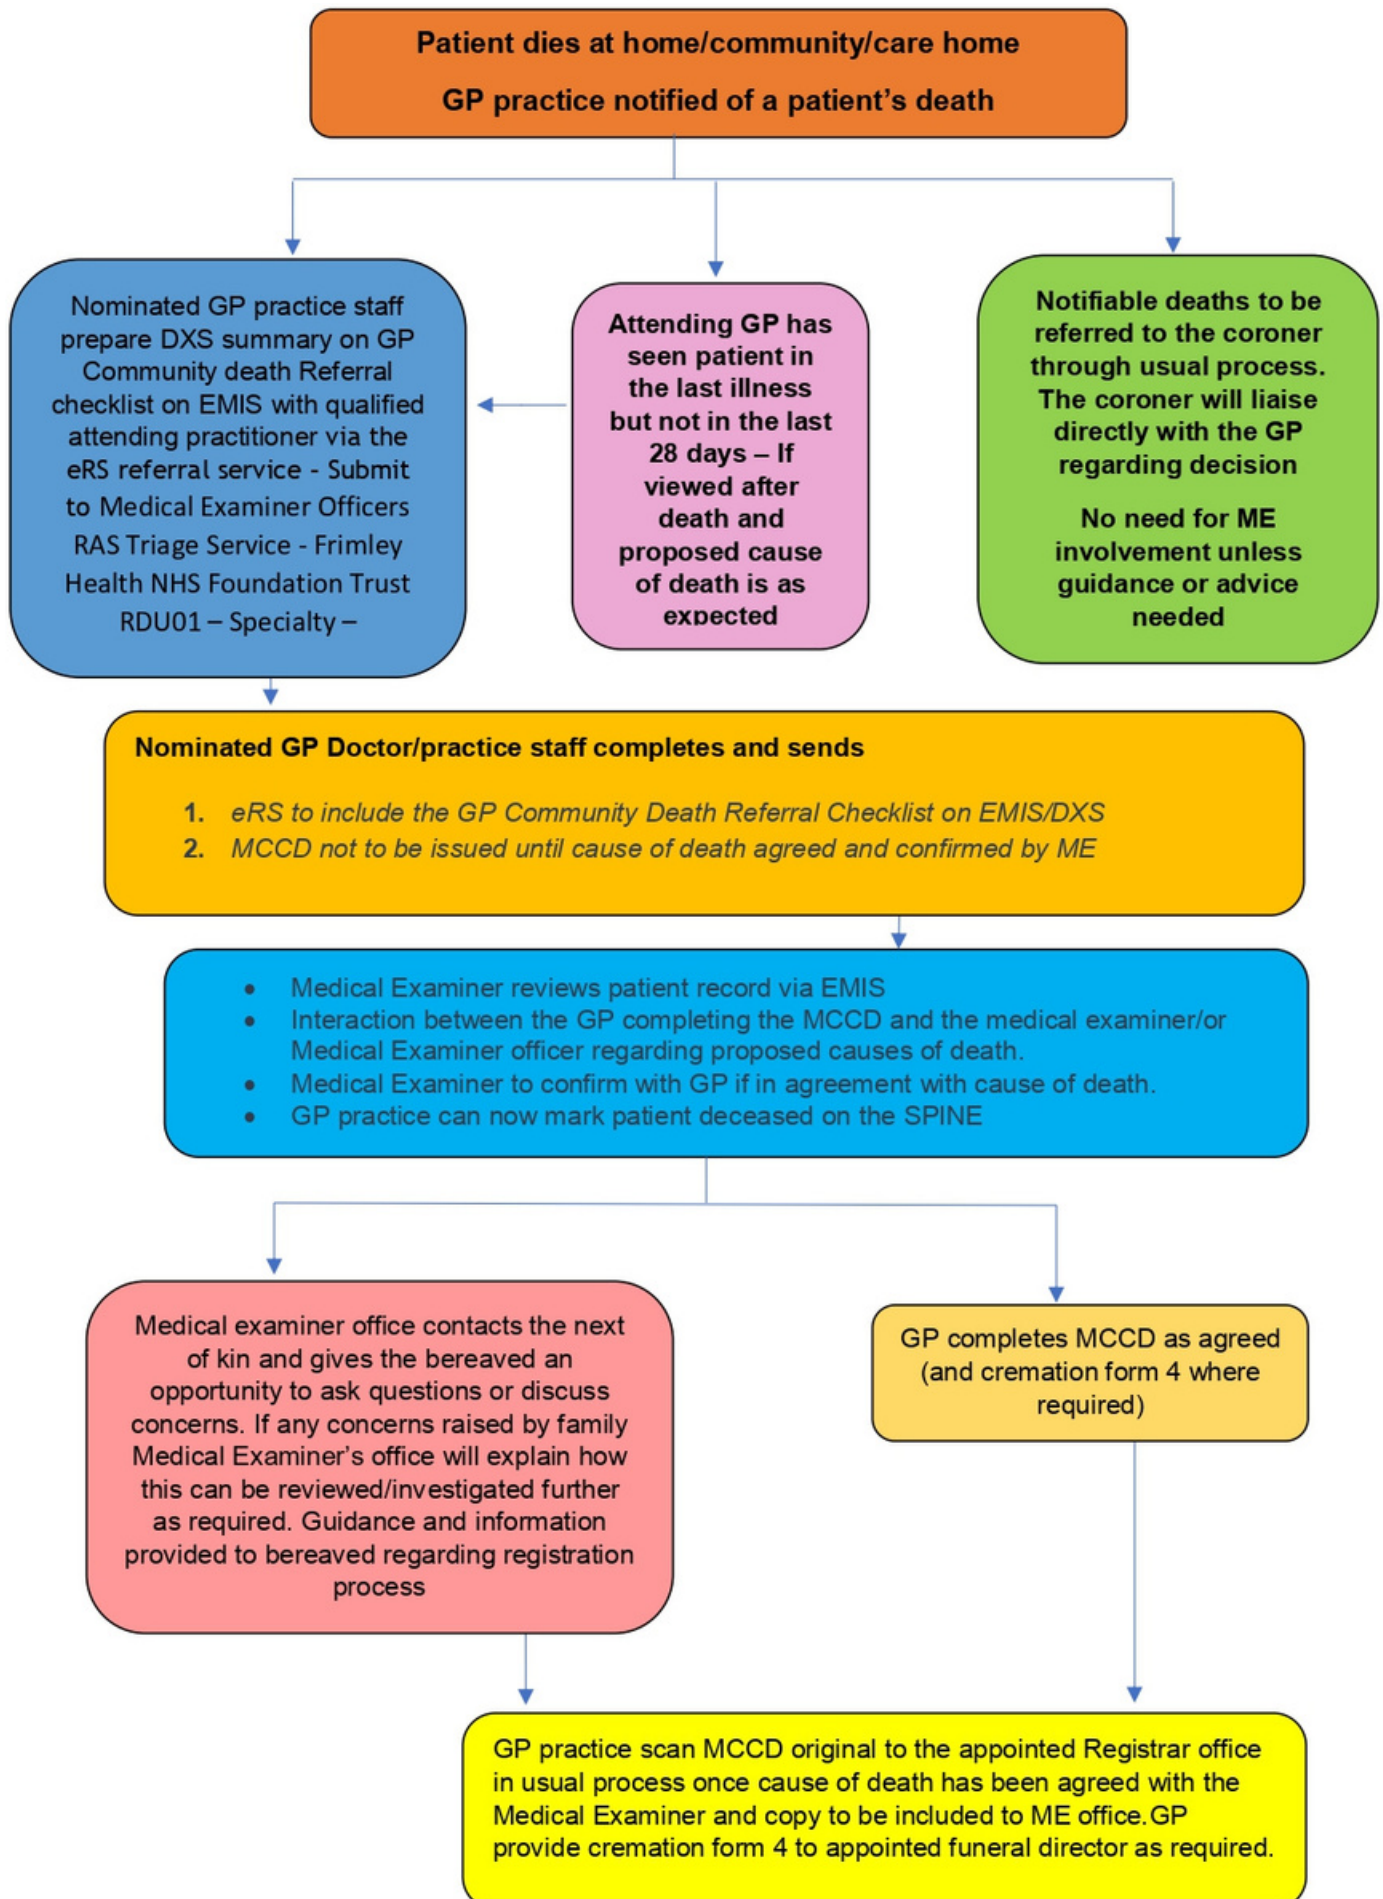 Patient dies at home/community/care home
GP practice notified of a patient’s death
Nominated GP practice staff
prepare DXS summary on GP
Community death Referral
checklist on EMIS with qualified
attending practitioner via the
eRS referral service - Submit
to Medical Examiner Officers
RAS Triage Service - Frimley
Health NHS Foundation Trust
RDU01 – Specialty –
Attending GP has
seen patient in
the last illness
but not in the last
28 days – If
viewed after
death and
proposed cause
of death is as
expected
Notifiable deaths to be
referred to the coroner
through usual process.
The coroner will liaise
directly with the GP
regarding decision
No need for ME
involvement unless
guidance or advice
needed
Nominated GP Doctor/practice staff completes and sends
1. eRS to include the GP Community Death Referral Checklist on EMIS/DXS
2. MCCD not to be issued until cause of death agreed and confirmed by ME
• Medical Examiner reviews patient record via EMIS
• Interaction between the GP completing the MCCD and the medical examiner/or
Medical Examiner officer regarding proposed causes of death.
• Medical Examiner to confirm with GP if in agreement with cause of death.
• GP practice can now mark patient deceased on the SPINE
Medical examiner office contacts the next
of kin and gives the bereaved an
opportunity to ask questions or discuss
concerns. If any concerns raised by family
Medical Examiner’s office will explain how
this can be reviewed/investigated further
as required. Guidance and information
provided to bereaved regarding registration
process
GP completes MCCD as agreed
(and cremation form 4 where
required)
GP practice scan MCCD original to the appointed Registrar office
in usual process once cause of death has been agreed with the
Medical Examiner and copy to be included to ME office.GP
provide cremation form 4 to appointed funeral director as required.